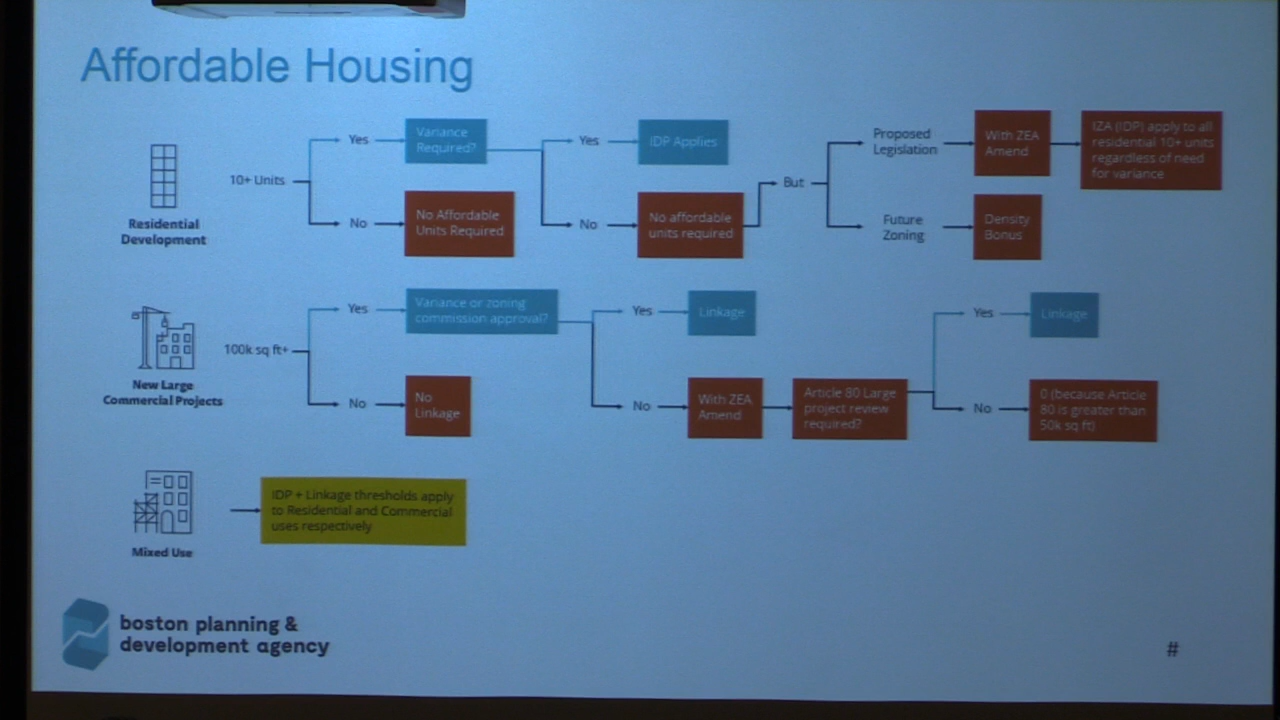 Affordable Housing
Residential
Development
10+ Units
Yes
Variance
Required?
Yes
IDP Applies
No
No Affordable
Units Required
No
No affordable
units required
But
Proposed
Legislation
With ZEA
Amend
IZA (IDP) apply to all
residential 10+ units
regardless of need
for variance
Future
Zoning
Density
Bonus
New Large
Commercial Projects
100k sq ft+
Yes
Variance or zoning
commission approval?
Yes
Linkage
No
No
Linkage
No
With ZEA
Amend
Article 80 Large
project review
required?
Yes
Linkage
No
0 (because Article
80 is greater than
50k sq ft)
Mixed Use
IDP + Linkage thresholds apply
to Residential and Commercial
uses respectively
boston planning &
development agency
#